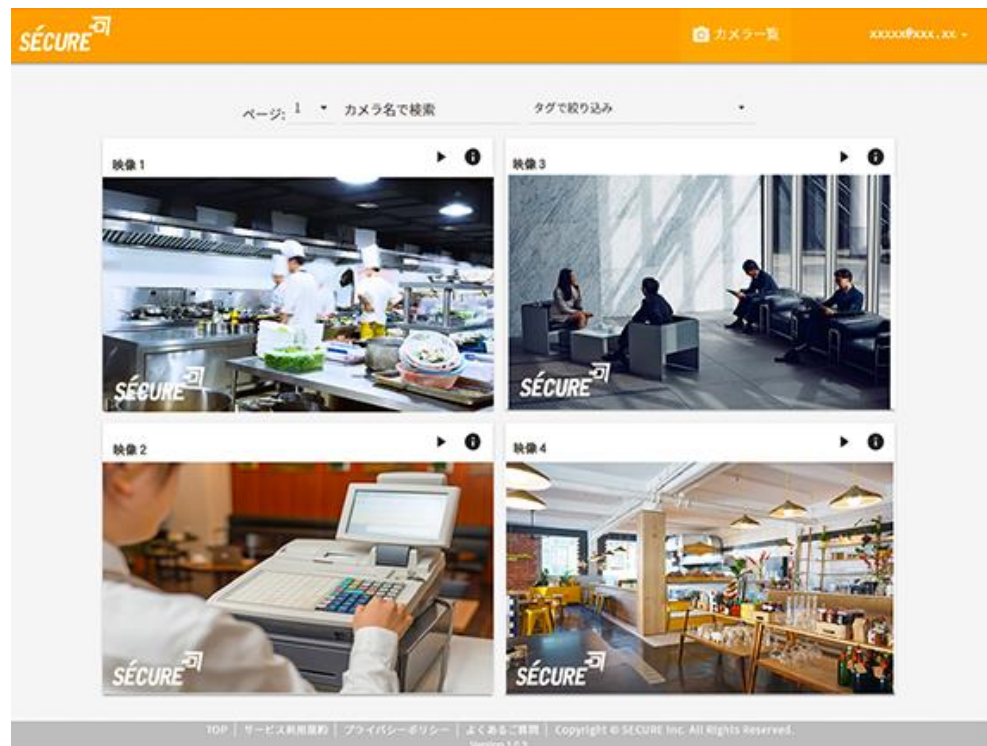 SÉCURE
カメラ一覧
xxxxx@xxx.xx
ページ: 1 カメラ名で検索 タグで絞り込み
映像1
SÉCURE
映像3
SÉCURE
映像2
SÉCURE
映像4
SÉCURE
TOP | サービス利用規約 | プライバシーポリシー | よくあるご質問 | Copyright © SECURE Inc. All Rights Reserved.